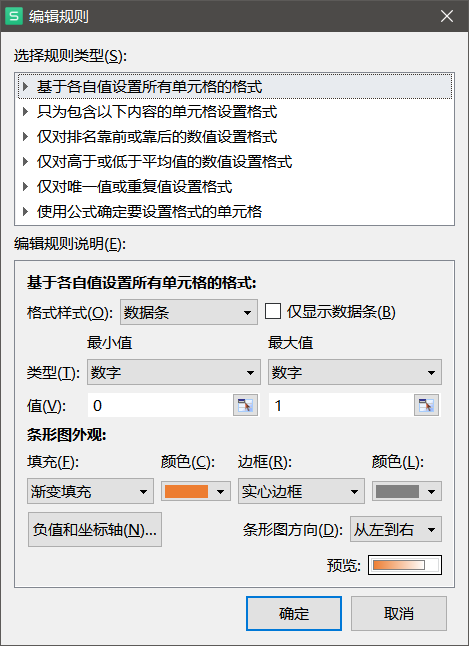 S 编辑规则
选择规则类型(S):
基于各自值设置所有单元格的格式
只为包含以下内容的单元格设置格式
仅对排名靠前或靠后的数值设置格式
仅对高于或低于平均值的数值设置格式
仅对唯一值或重复值设置格式
使用公式确定要设置格式的单元格
编辑规则说明(E):
基于各自值设置所有单元格的格式:
格式样式(O): 数据条 仅显示数据条(B)
最小值 最大值
类型(T): 数字 数字
值(V): 0 1
条形图外观:
填充(F): 颜色(C): 边框(R): 颜色(L):
渐变填充 实心边框
负值和坐标轴(N)... 条形图方向(D): 从左到右
预览:
确定 取消